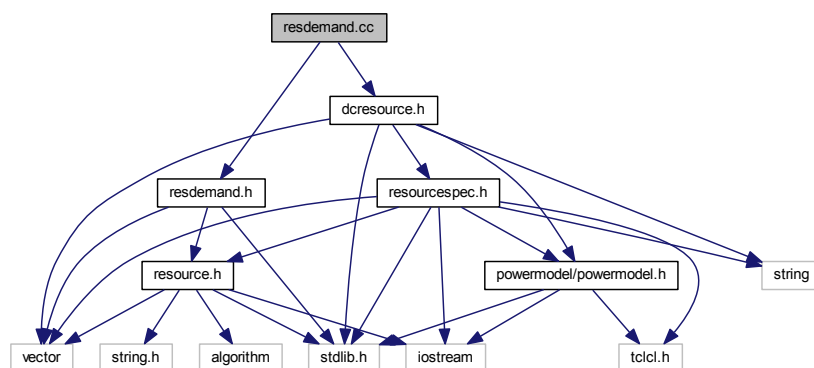 resdemand.cc
dcresource.h
resdemand.h
resourcespec.h
resource.h
powermodel/powermodel.h
string
vector
string.h
algorithm
stdlib.h
iostream
tclcl.h